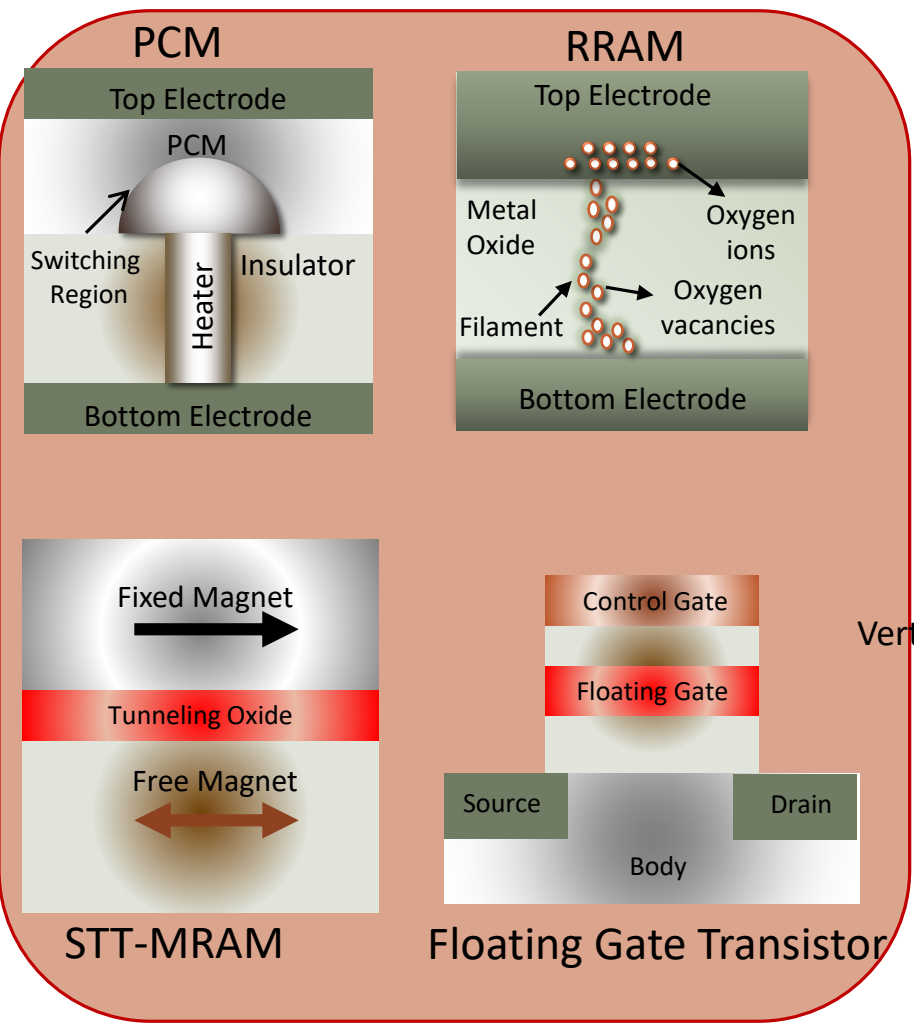 PCM
Top Electrode
PCM
Switching
Region
Heater
Insulator
Bottom Electrode
RRAM
Top Electrode
Metal
Oxide
Oxygen
ions
Filament
Oxygen
vacancies
Bottom Electrode
Fixed Magnet
Tunneling Oxide
Free Magnet
STT-MRAM
Control Gate
Floating Gate
Source
Drain
Body
Floating Gate Transistor
Vert